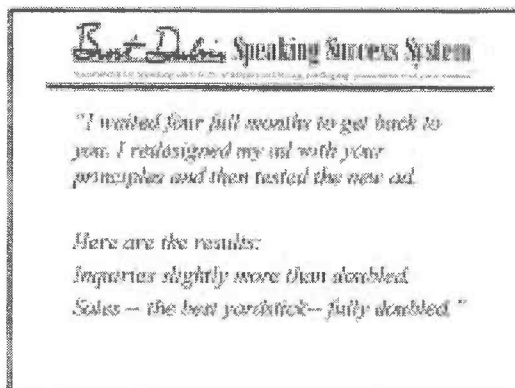 Burt Dubin Speaking Success System
"I waited four full months to get back to
you. I redesigned my ad with your
principles and then tested the new ad.
Here are the results:
Inquiries slightly more than doubled.
Sales – the best yardstick– fully doubled."